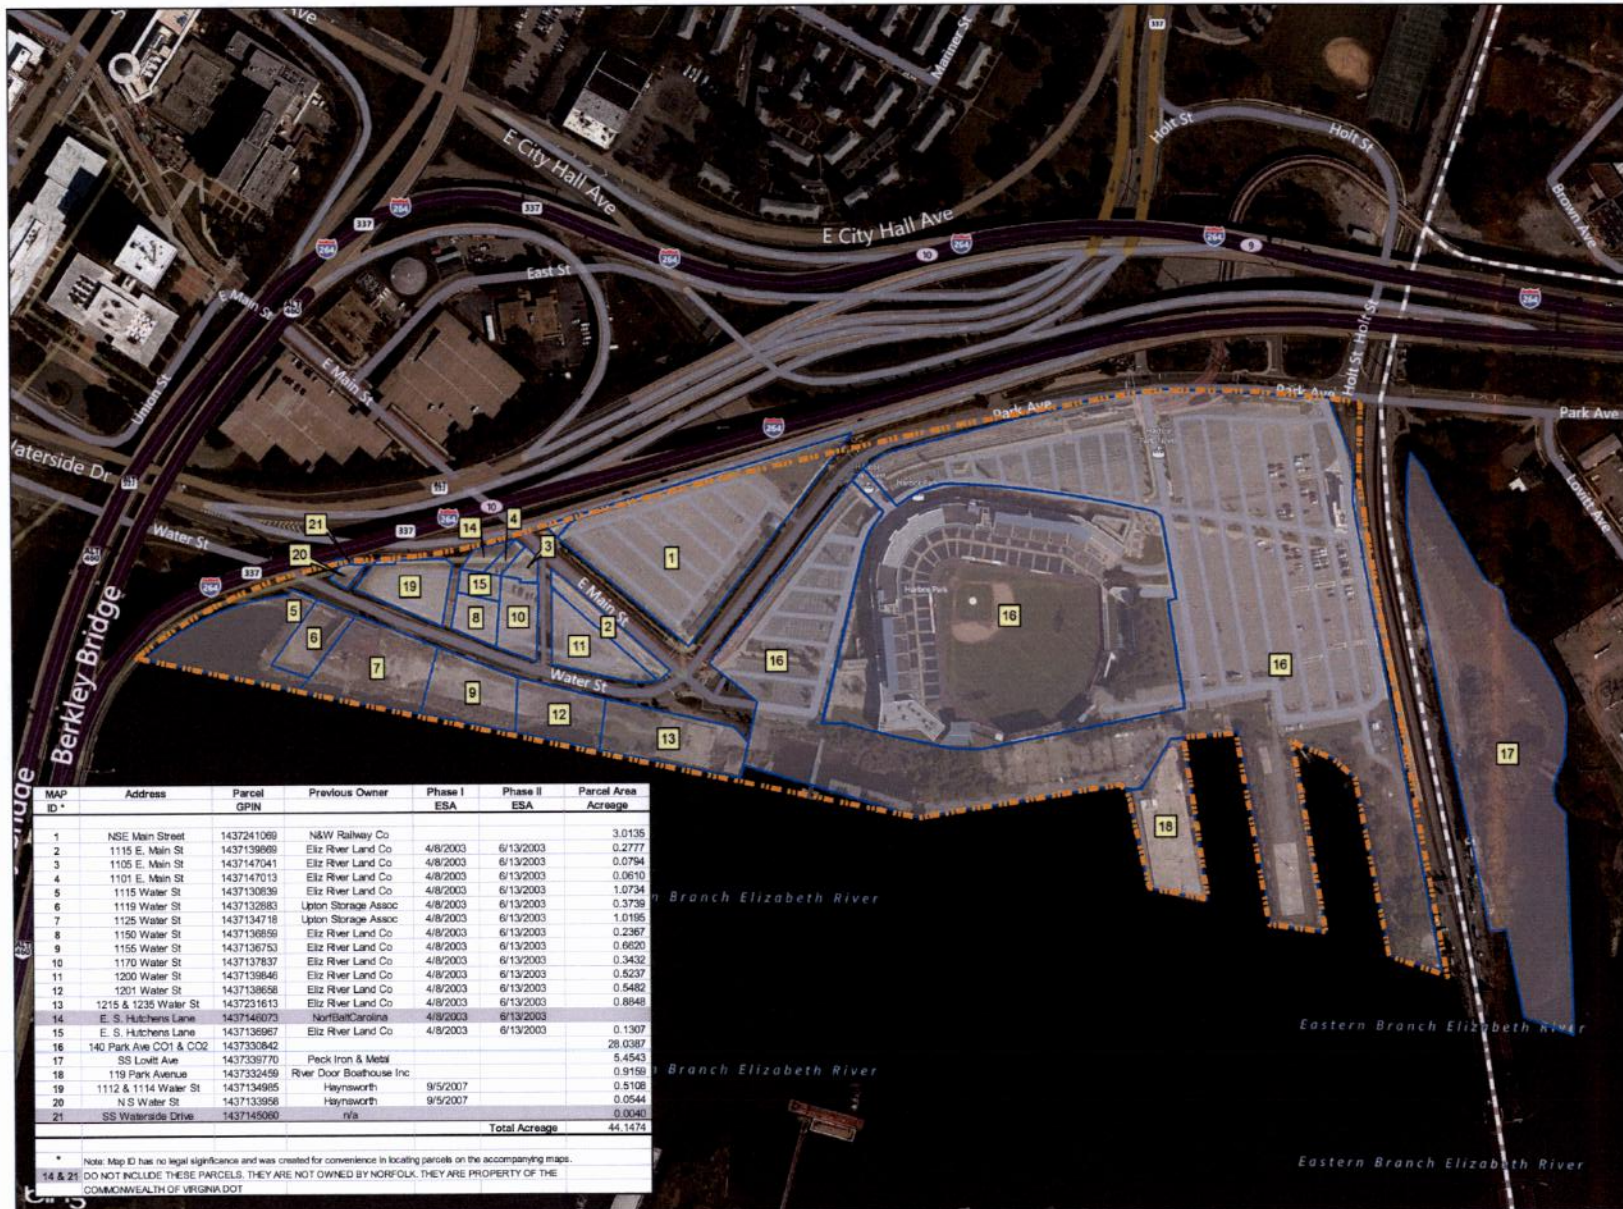 337
Mariner St
Holt St
Holt St
E City Hall Ave
Brown Ave
264
337
E City Hall Ave
264
264
264
10
264
9
East St
264
E Main St
ALT
460
Holt St
Holt St
E Main St
Union St
Park Ave
Park Ave
Park Ave
264
Waterside Dr
337
337
10
264
Lovitt Ave
Water St
21
337
14
4
3
1
20
337
264
19
15
E Main St
5
6
8
10
2
Harbor Park
16
ALT
460
Berkley Bridge
7
11
16
16
9
Water St
12
13
17
18
MAP ID * Address Parcel GPIN Previous Owner Phase I ESA Phase II ESA Parcel Area Acreage
1 NSE Main Street 1437241069 N&W Railway Co 3.0135
2 1115 E. Main St 1437139869 Eliz River Land Co 4/8/2003 6/13/2003 0.2777
3 1105 E. Main St 1437147041 Eliz River Land Co 4/8/2003 6/13/2003 0.0794
4 1101 E. Main St 1437147013 Eliz River Land Co 4/8/2003 6/13/2003 0.0610
5 1115 Water St 1437130839 Eliz River Land Co 4/8/2003 6/13/2003 1.0734
6 1119 Water St 1437132883 Upton Storage Assoc 4/8/2003 6/13/2003 0.3739
7 1125 Water St 1437134718 Upton Storage Assoc 4/8/2003 6/13/2003 1.0195
8 1150 Water St 1437136859 Eliz River Land Co 4/8/2003 6/13/2003 0.2367
9 1155 Water St 1437136753 Eliz River Land Co 4/8/2003 6/13/2003 0.6620
10 1170 Water St 1437137837 Eliz River Land Co 4/8/2003 6/13/2003 0.3432
11 1200 Water St 1437139846 Eliz River Land Co 4/8/2003 6/13/2003 0.5237
12 1201 Water St 1437138658 Eliz River Land Co 4/8/2003 6/13/2003 0.5482
13 1215 & 1235 Water St 1437231613 Eliz River Land Co 4/8/2003 6/13/2003 0.8848
14 E. S. Hutchens Lane 1437146073 NorfBaltCarolina 4/8/2003 6/13/2003
15 E. S. Hutchens Lane 1437136967 Eliz River Land Co 4/8/2003 6/13/2003 0.1307
16 140 Park Ave CO1 & CO2 1437330842 28.0387
17 SS Lovitt Ave 1437339770 Peck Iron & Metal 5.4543
18 119 Park Avenue 1437332459 River Door Boathouse Inc 0.9159
19 1112 & 1114 Water St 1437134985 Haynsworth 9/5/2007 0.5108
20 N S Water St 1437133958 Haynsworth 9/5/2007 0.0544
21 SS Waterside Drive 1437145060 n/a 0.0040
Total Acreage 44.1474
* Note: Map ID has no legal siginficance and was created for convenience in locating parcels on the accompanying maps.
14 & 21 DO NOT INCLUDE THESE PARCELS. THEY ARE NOT OWNED BY NORFOLK. THEY ARE PROPERTY OF THE
COMMONWEALTH OF VIRGINIA DOT
Branch Elizabeth River
Eastern Branch Elizabeth River
Branch Elizabeth River
Eastern Branch Elizabeth River